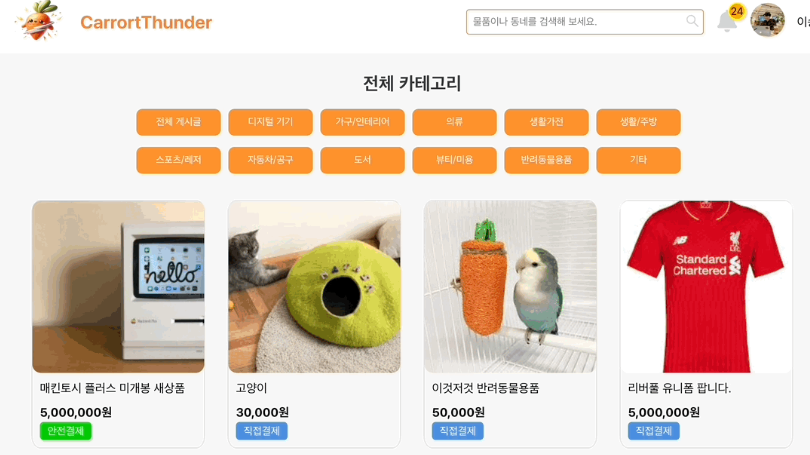 CarrortThunder
물품이나 동네를 검색해 보세요.
24
전체 카테고리
전체 게시글
디지털 기기
가구/인테리어
의류
생활가전
생활/주방
스포츠/레저
자동차/공구
도서
뷰티/미용
반려동물용품
기타
hello.
매킨토시 플러스 미개봉 새상품
5,000,000원
안전결제
고양이
30,000원
직접결제
이것저것 반려동물용품
50,000원
직접결제
Standard
Chartered
리버풀 유니폼 팝니다.
5,000,000원
직접결제